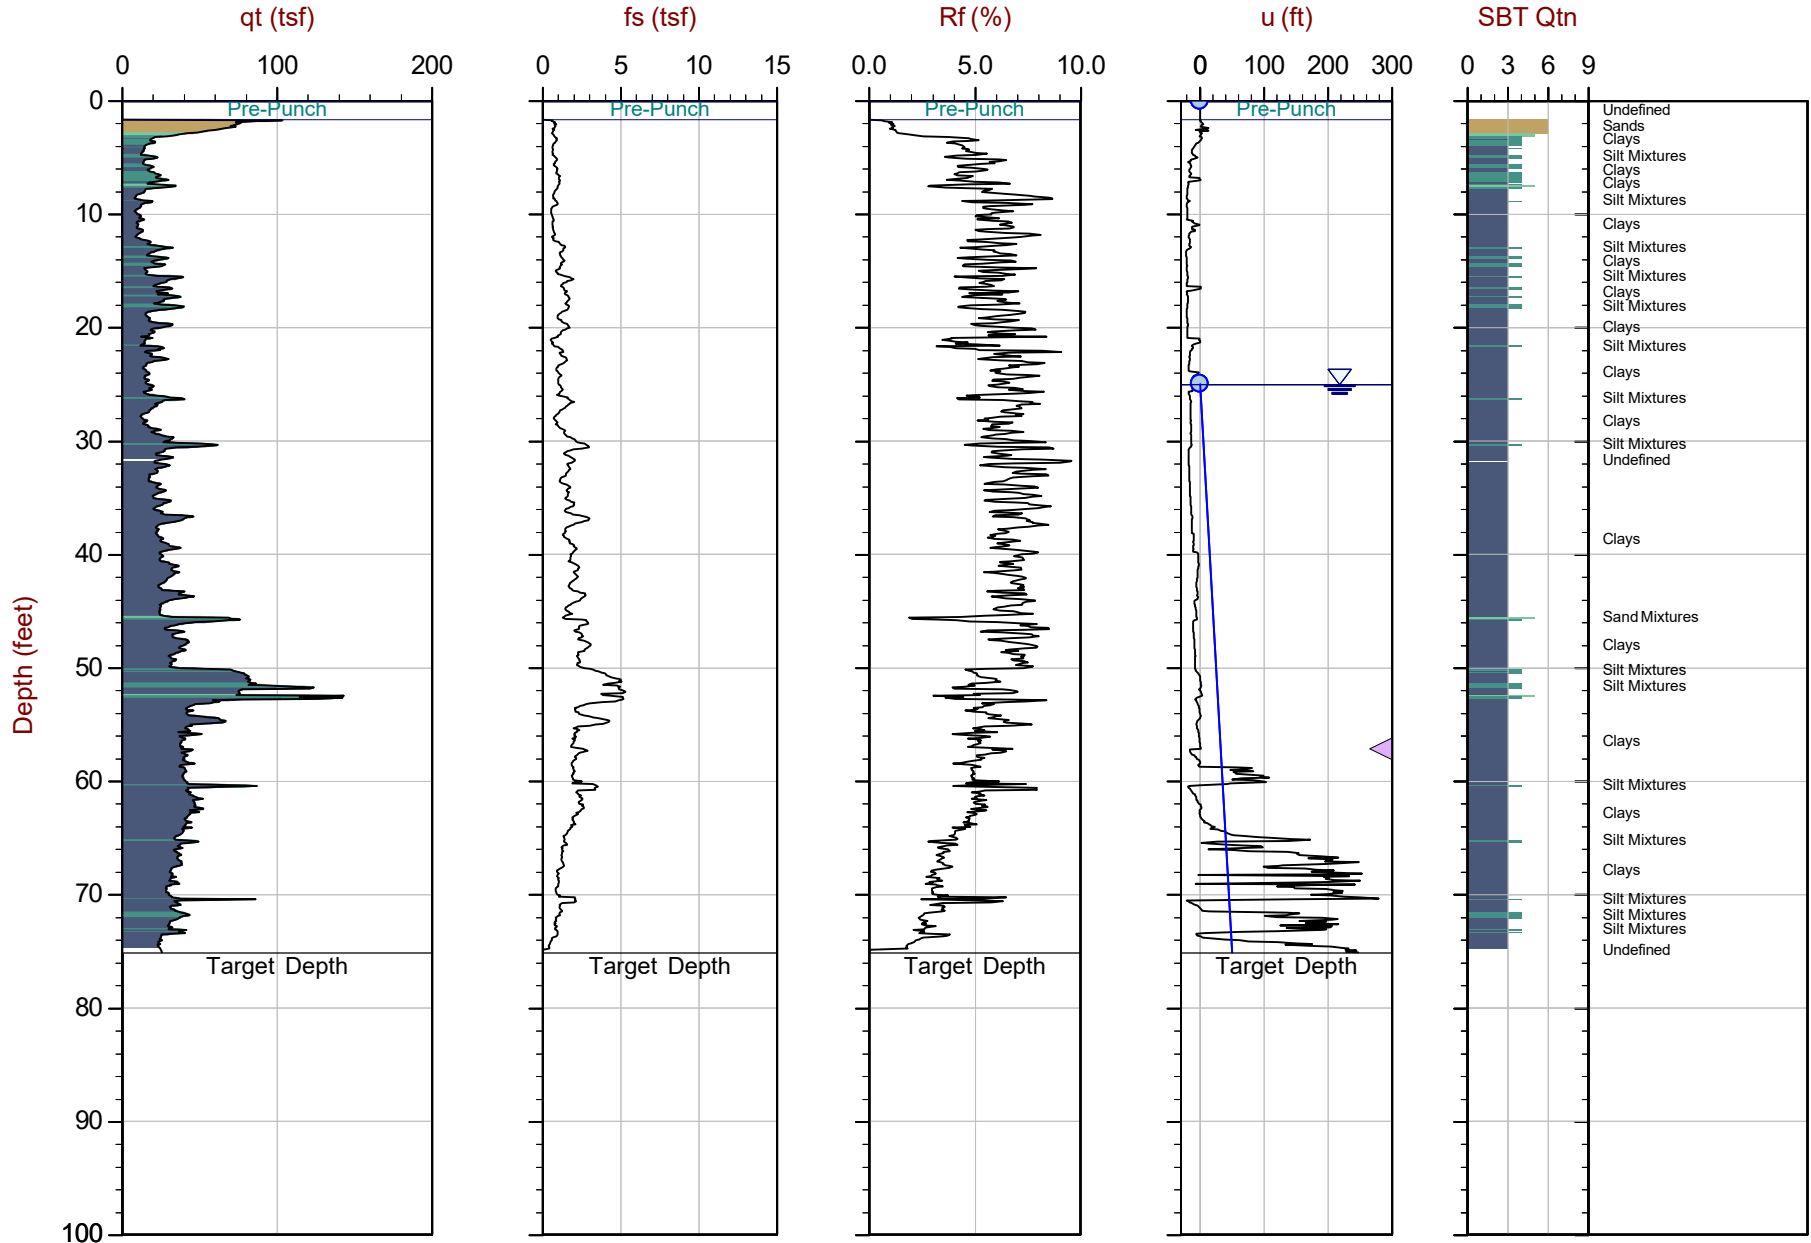 qt (tsf)
fs (tsf)
Rf (%)
u (ft)
SBT Qtn
0 100 200
0 5 10 15
0.0 5.0 10.0
0 100 200 300
0 3 6 9
Depth (feet)
0
10
20
30
40
50
60
70
80
90
100
Pre-Punch
Pre-Punch
Pre-Punch
Pre-Punch
Target Depth
Target Depth
Target Depth
Target Depth
Undefined
Sands
Clays
Silt Mixtures
Clays
Clays
Silt Mixtures
Clays
Silt Mixtures
Clays
Silt Mixtures
Clays
Silt Mixtures
Clays
Silt Mixtures
Clays
Silt Mixtures
Clays
Silt Mixtures
Undefined
Clays
Sand Mixtures
Clays
Silt Mixtures
Silt Mixtures
Clays
Silt Mixtures
Clays
Silt Mixtures
Clays
Silt Mixtures
Silt Mixtures
Silt Mixtures
Undefined